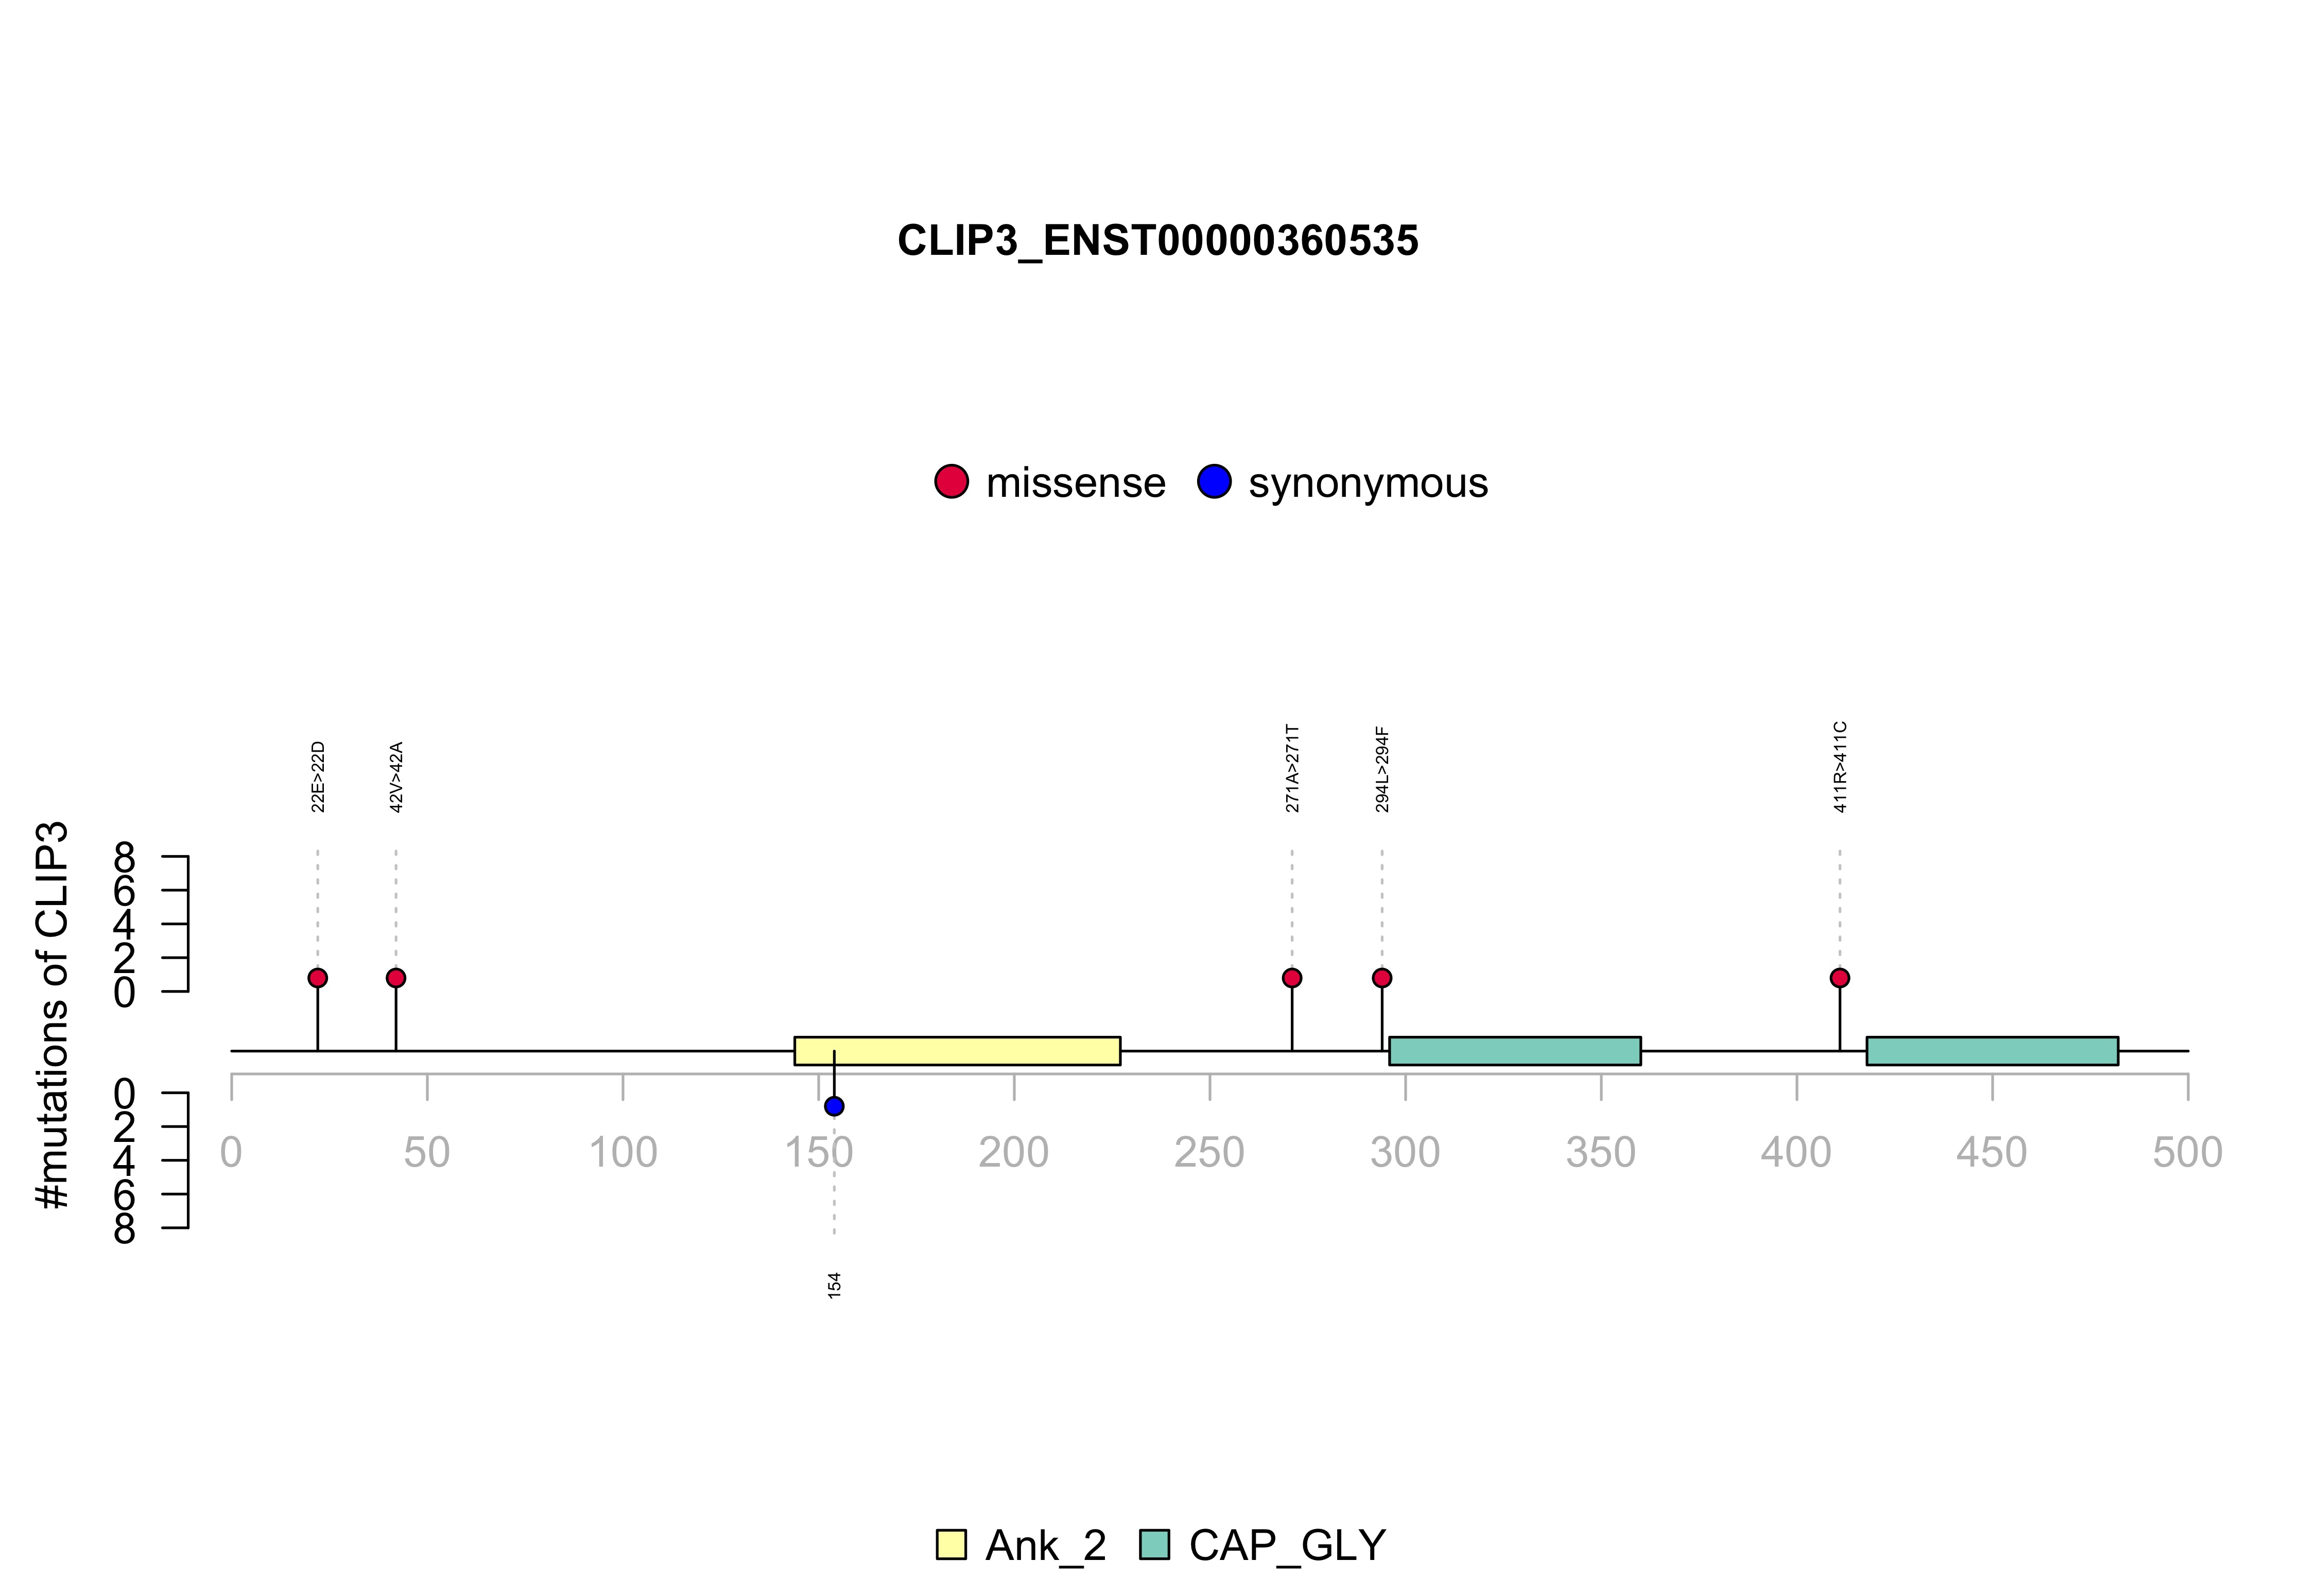 CLIP3_ENST00000360535
missense synonymous
22E>22D 42V>42A 271A>271T 294L>294F 411R>411C
#mutations of CLIP3
8
6
4
2
0
0
2
4
6
8
0 50 100 150 200 250 300 350 400 450 500
154
Ank_2 CAP_GLY